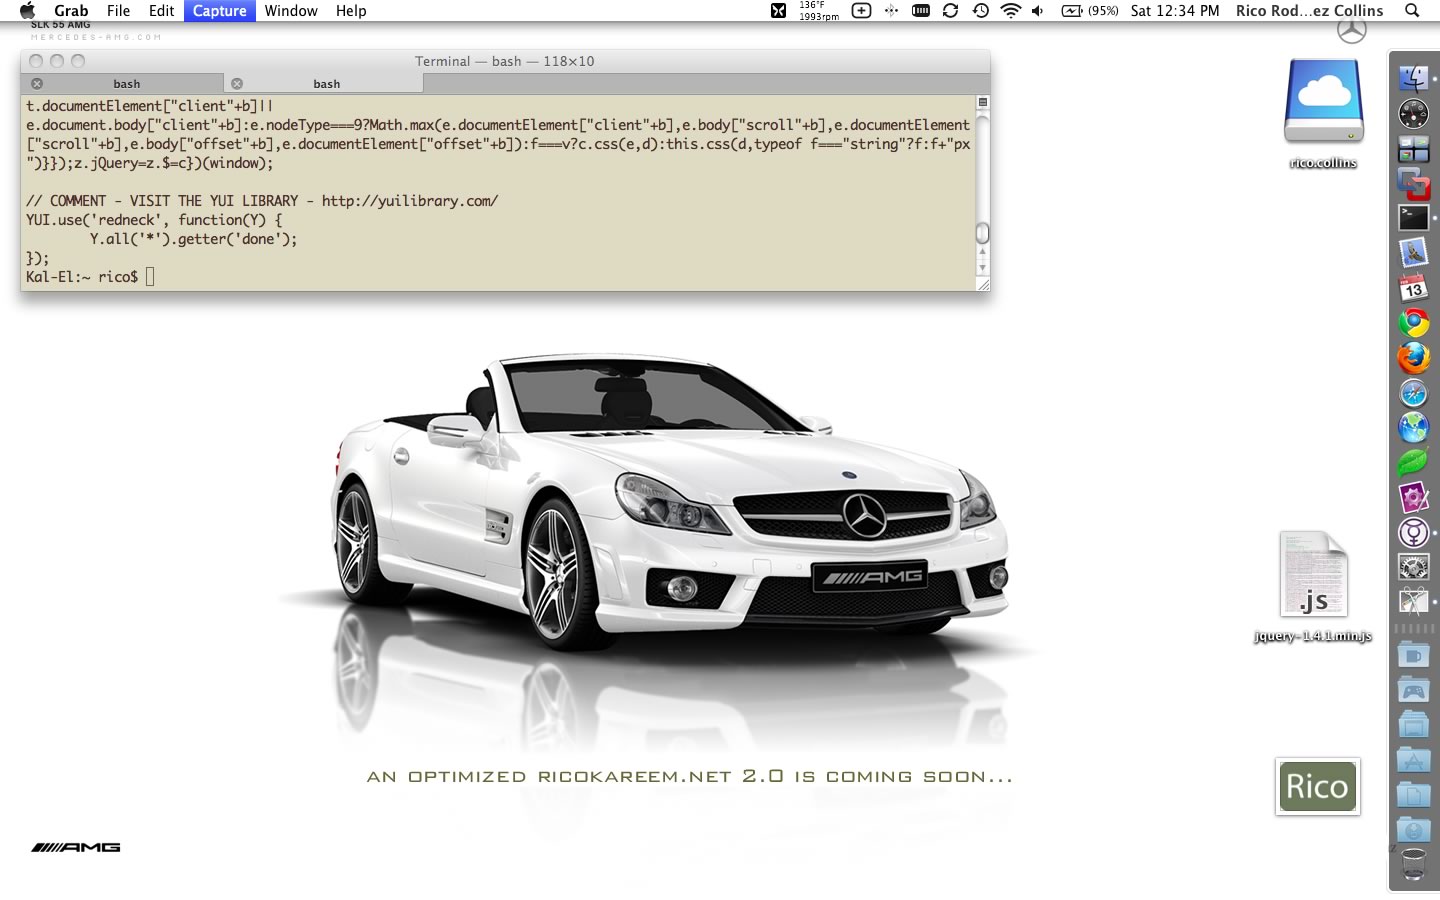 Grab File Edit Capture Window Help 136°F 1993rpm (95%) Sat 12:34 PM Rico Rod...ez Collins
SLK 55 AMG
MERCEDES-AMG.COM
Terminal — bash — 118×10
bash bash
t.documentElement["client"+b]||
e.document.body["client"+b]:e.nodeType===9?Math.max(e.documentElement["client"+b],e.body["scroll"+b],e.documentElement
["scroll"+b],e.body["offset"+b],e.documentElement["offset"+b]):f===v?c.css(e,d):this.css(d,typeof f==="string"?f:f+"px
")}});z.jQuery=z.$=c})(window);
// COMMENT - VISIT THE YUI LIBRARY - http://yuilibrary.com/
YUI.use('redneck', function(Y) {
Y.all('*').getter('done');
});
Kal-El:~ rico$
rico.collins
13
AMG
.js
jquery-1.4.1.min.js
AN OPTIMIZED RICOKAREEM.NET 2.0 IS COMING SOON...
Rico
AMG